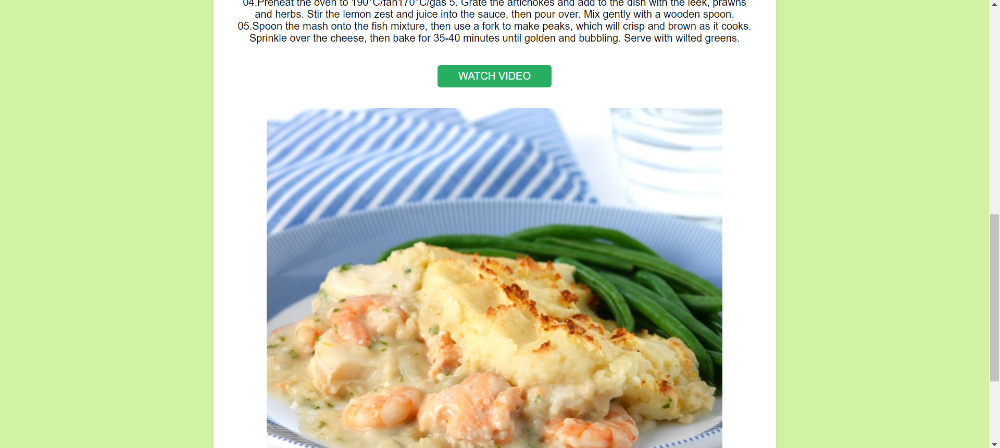 04.Preheat the oven to 190°C/fan170°C/gas 5. Grate the artichokes and add to the dish with the leek, prawns
and herbs. Stir the lemon zest and juice into the sauce, then pour over. Mix gently with a wooden spoon.
05.Spoon the mash onto the fish mixture, then use a fork to make peaks, which will crisp and brown as it cooks.
Sprinkle over the cheese, then bake for 35-40 minutes until golden and bubbling. Serve with wilted greens.
WATCH VIDEO